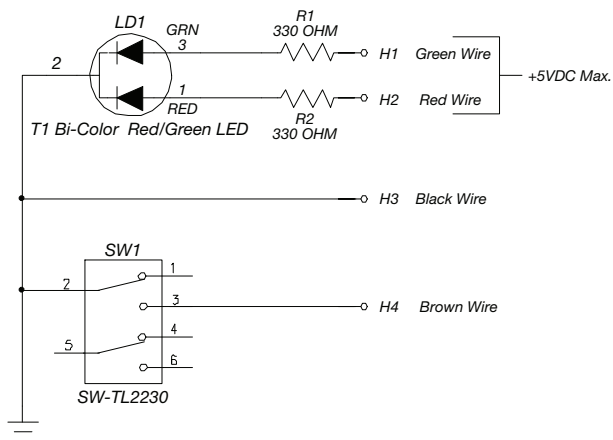 LD1
GRN
3
R1
330 OHM
H1 Green Wire
2
+5VDC Max.
1
RED
H2 Red Wire
R2
330 OHM
T1 Bi-Color Red/Green LED
H3 Black Wire
SW1
1
2
3
H4 Brown Wire
4
5
6
SW-TL2230